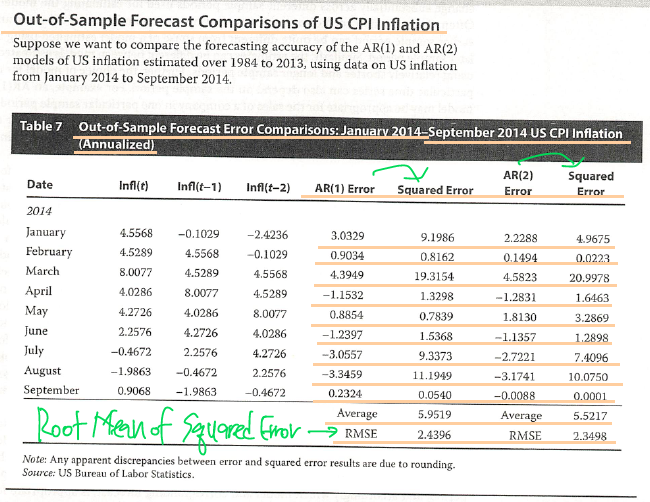 Out-of-Sample Forecast Comparisons of US CPI Inflation
Suppose we want to compare the forecasting accuracy of the AR(1) and AR(2)
models of US inflation estimated over 1984 to 2013, using data on US inflation
from January 2014 to September 2014.
Table 7 Out-of-Sample Forecast Error Comparisons: January 2014–September 2014 US CPI Inflation
(Annualized)
Date Infl(t) Infl(t−1) Infl(t−2) AR(1) Error Squared Error AR(2) Error Squared Error
2014
January 4.5568 −0.1029 −2.4236 3.0329 9.1986 2.2288 4.9675
February 4.5289 4.5568 −0.1029 0.9034 0.8162 0.1494 0.0223
March 8.0077 4.5289 4.5568 4.3949 19.3154 4.5823 20.9978
April 4.0286 8.0077 4.5289 −1.1532 1.3298 −1.2831 1.6463
May 4.2726 4.0286 8.0077 0.8854 0.7839 1.8130 3.2869
June 2.2576 4.2726 4.0286 −1.2397 1.5368 −1.1357 1.2898
July −0.4672 2.2576 4.2726 −3.0557 9.3373 −2.7221 7.4096
August −1.9863 −0.4672 2.2576 −3.3459 11.1949 −3.1741 10.0750
September 0.9068 −1.9863 −0.4672 0.2324 0.0540 −0.0088 0.0001
Average 5.9519 Average 5.5217
Root Mean of Squared Error → RMSE 2.4396 RMSE 2.3498
Note: Any apparent discrepancies between error and squared error results are due to rounding.
Source: US Bureau of Labor Statistics.